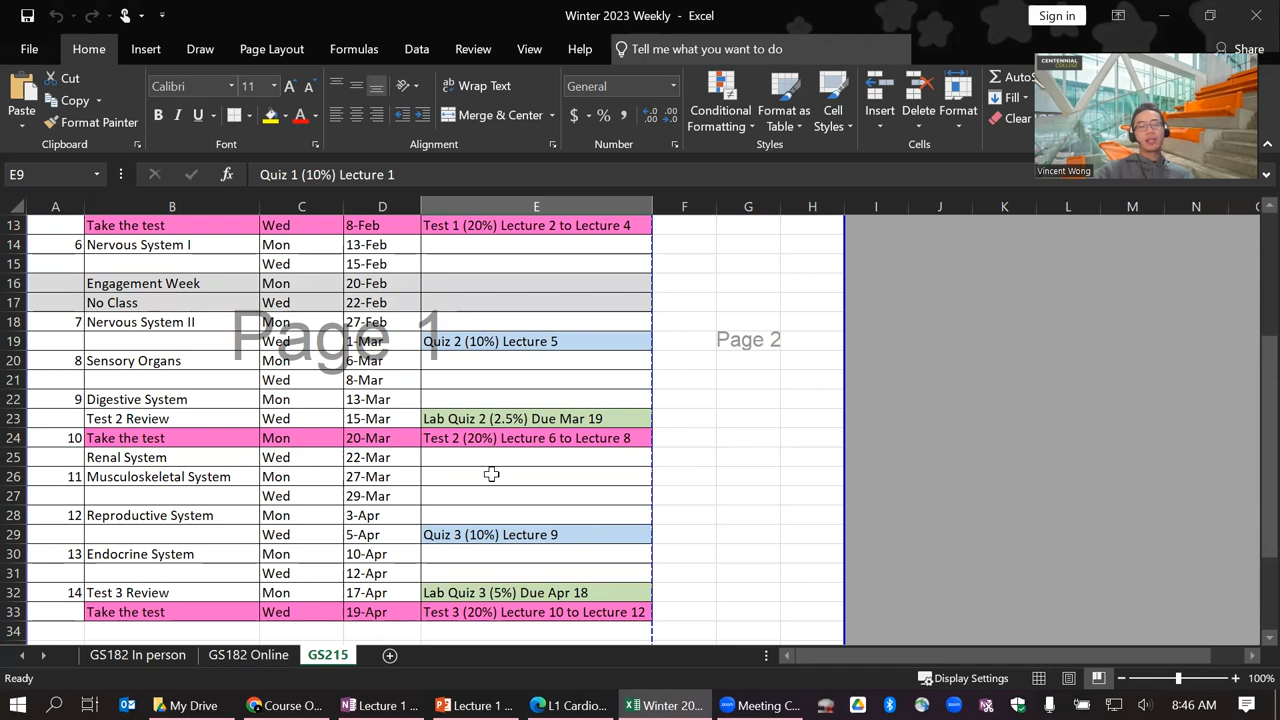 Winter 2023 Weekly - Excel
Sign in
File Home Insert Draw Page Layout Formulas Data Review View Help Tell me what you want to do Share
Paste
Cut
Copy
Format Painter
Calibri 11 A A
B I U A
Wrap Text
Merge & Center
General
$ % , .00
Conditional Formatting
Format as Table
Cell Styles
Insert
Delete
Format
AutoS
Fill
Clear
Clipboard Font Alignment Number Styles Cells
CENTENNIAL COLLEGE
Vincent Wong
E9 fx Quiz 1 (10%) Lecture 1
A B C D E F G H I J K L M N
13 Take the test Wed 8-Feb Test 1 (20%) Lecture 2 to Lecture 4
14 6 Nervous System I Mon 13-Feb
15 Wed 15-Feb
16 Engagement Week Mon 20-Feb
17 No Class Wed 22-Feb
18 7 Nervous System II Mon 27-Feb
19 Wed 1-Mar Quiz 2 (10%) Lecture 5
Page 1
Page 2
20 8 Sensory Organs Mon 6-Mar
21 Wed 8-Mar
22 9 Digestive System Mon 13-Mar
23 Test 2 Review Wed 15-Mar Lab Quiz 2 (2.5%) Due Mar 19
24 10 Take the test Mon 20-Mar Test 2 (20%) Lecture 6 to Lecture 8
25 Renal System Wed 22-Mar
26 11 Musculoskeletal System Mon 27-Mar
27 Wed 29-Mar
28 12 Reproductive System Mon 3-Apr
29 Wed 5-Apr Quiz 3 (10%) Lecture 9
30 13 Endocrine System Mon 10-Apr
31 Wed 12-Apr
32 14 Test 3 Review Mon 17-Apr Lab Quiz 3 (5%) Due Apr 18
33 Take the test Wed 19-Apr Test 3 (20%) Lecture 10 to Lecture 12
34
GS182 In person GS182 Online GS215
Ready Display Settings 100%
MyDrive Course O... Lecture 1 ... Lecture 1 ... Cardio... Winter 20... Meeting C... 8:46 AM